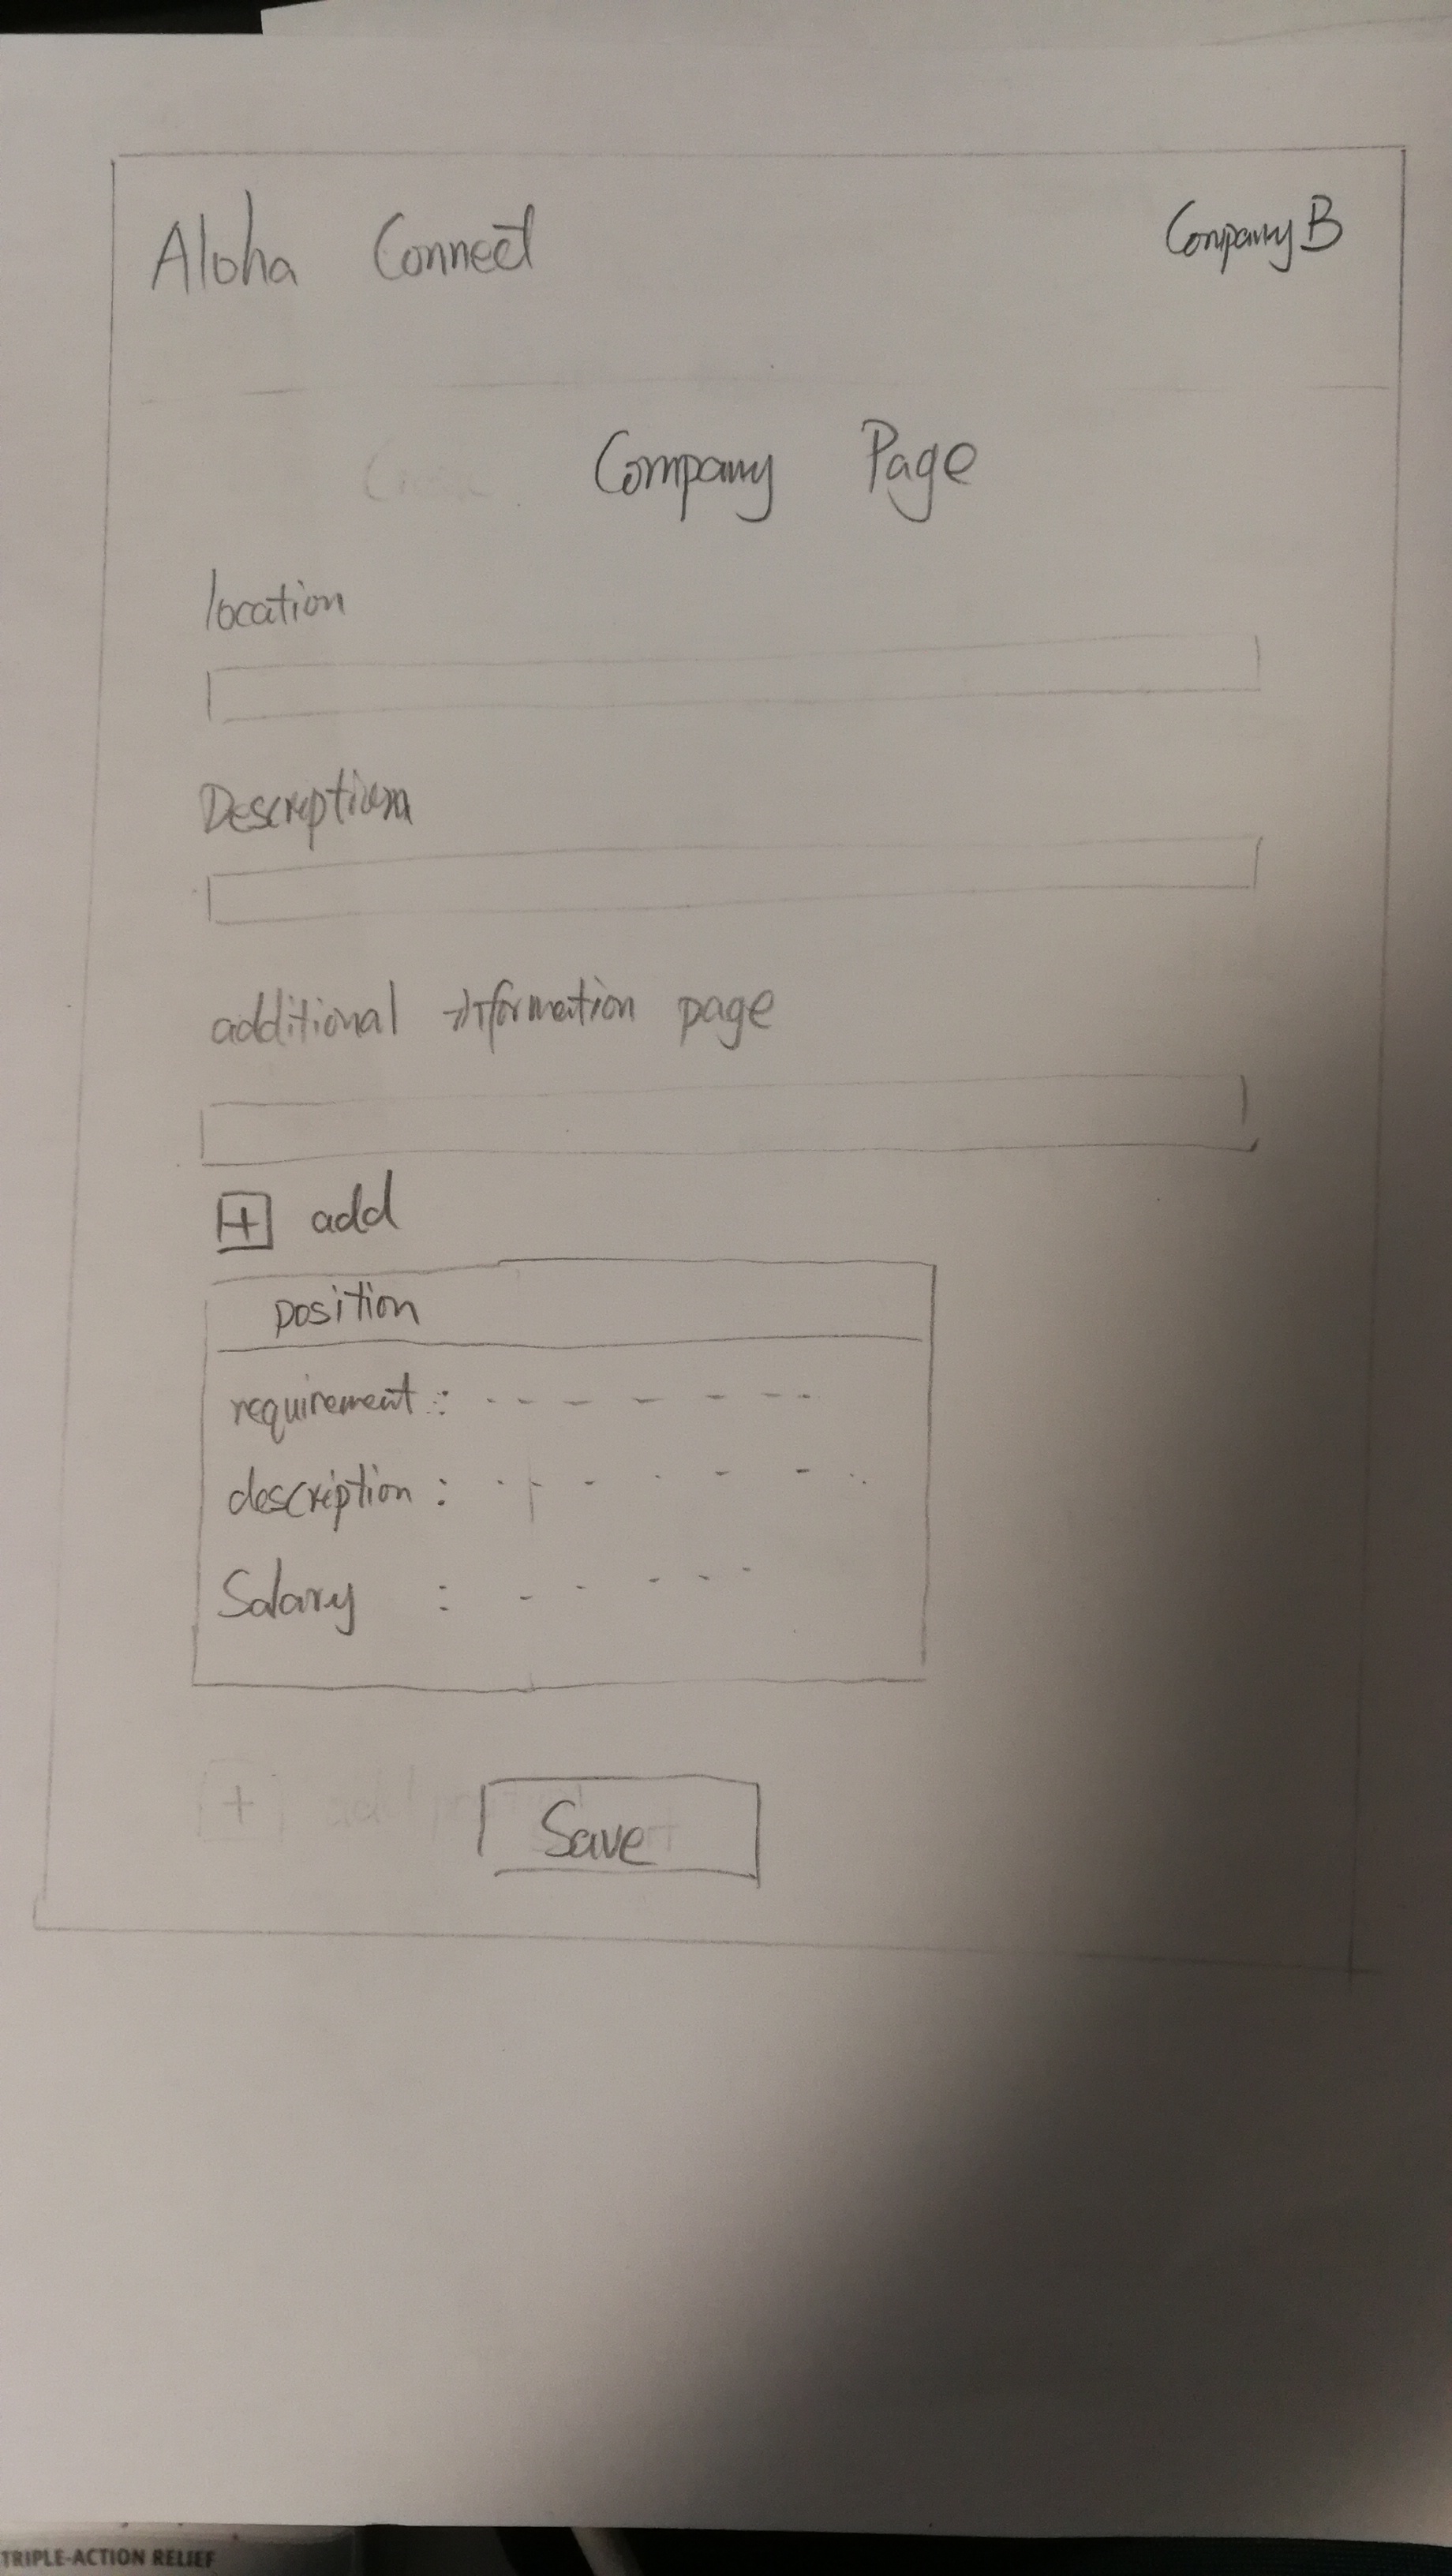 Aloha Connect
Company B
Company Page
location
Description
additional information page
+ add
position
requirement :
description :
Salary :
+ add
Save
TRIPLE-ACTION RELIEF